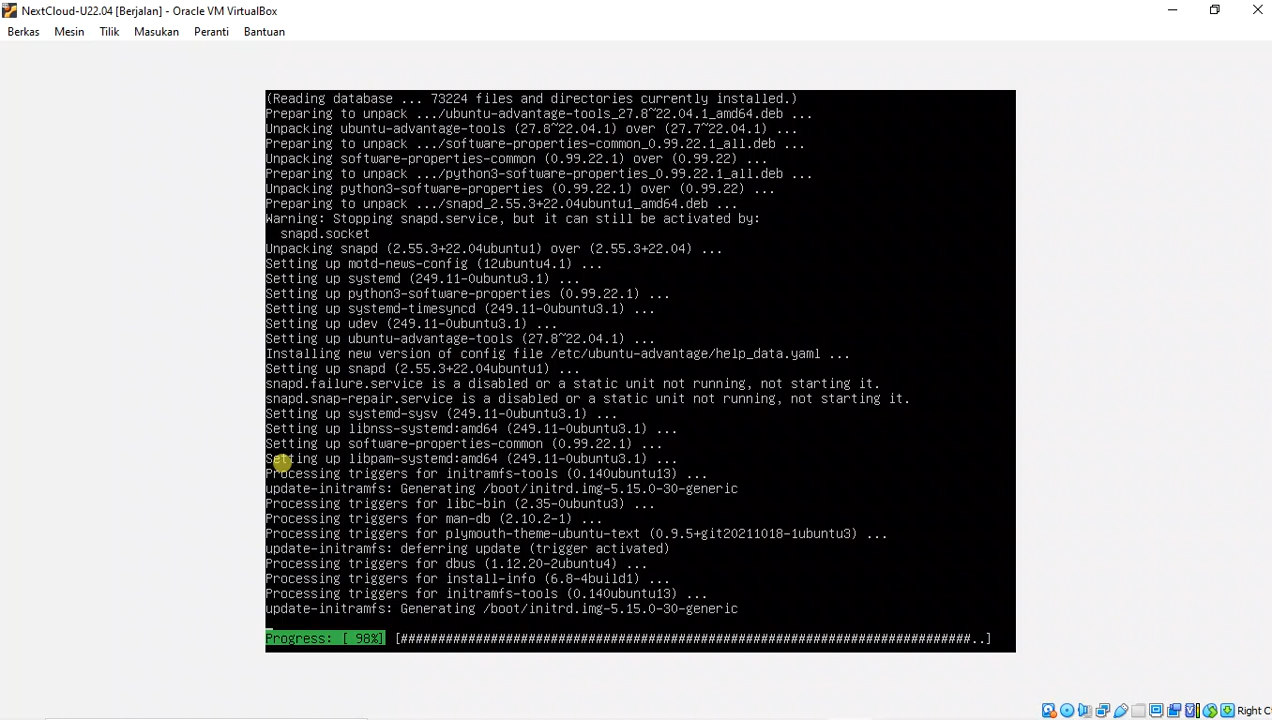 NextCloud-U22.04 [Berjalan] - Oracle VM VirtualBox
Berkas Mesin Tilik Masukan Peranti Bantuan
(Reading database ... 73224 files and directories currently installed.)
Preparing to unpack .../ubuntu-advantage-tools_27.8~22.04.1_amd64.deb ...
Unpacking ubuntu-advantage-tools (27.8~22.04.1) over (27.7~22.04.1) ...
Preparing to unpack .../software-properties-common_0.99.22.1_all.deb ...
Unpacking software-properties-common (0.99.22.1) over (0.99.22) ...
Preparing to unpack .../python3-software-properties_0.99.22.1_all.deb ...
Unpacking python3-software-properties (0.99.22.1) over (0.99.22) ...
Preparing to unpack .../snapd_2.55.3+22.04ubuntu1_amd64.deb ...
Warning: Stopping snapd.service, but it can still be activated by:
snapd.socket
Unpacking snapd (2.55.3+22.04ubuntu1) over (2.55.3+22.04) ...
Setting up motd-news-config (12ubuntu4.1) ...
Setting up systemd (249.11-0ubuntu3.1) ...
Setting up python3-software-properties (0.99.22.1) ...
Setting up systemd-timesyncd (249.11-0ubuntu3.1) ...
Setting up udev (249.11-0ubuntu3.1) ...
Setting up ubuntu-advantage-tools (27.8~22.04.1) ...
Installing new version of config file /etc/ubuntu-advantage/help_data.yaml ...
Setting up snapd (2.55.3+22.04ubuntu1) ...
snapd.failure.service is a disabled or a static unit not running, not starting it.
snapd.snap-repair.service is a disabled or a static unit not running, not starting it.
Setting up systemd-sysv (249.11-0ubuntu3.1) ...
Setting up libnss-systemd:amd64 (249.11-0ubuntu3.1) ...
Setting up software-properties-common (0.99.22.1) ...
Setting up libpam-systemd:amd64 (249.11-0ubuntu3.1) ...
Processing triggers for initramfs-tools (0.140ubuntu13) ...
update-initramfs: Generating /boot/initrd.img-5.15.0-30-generic
Processing triggers for libc-bin (2.35-0ubuntu3) ...
Processing triggers for man-db (2.10.2-1) ...
Processing triggers for plymouth-theme-ubuntu-text (0.9.5+git20211018-1ubuntu3) ...
update-initramfs: deferring update (trigger activated)
Processing triggers for dbus (1.12.20-2ubuntu4) ...
Processing triggers for install-info (6.8-4build1) ...
Processing triggers for initramfs-tools (0.140ubuntu13) ...
update-initramfs: Generating /boot/initrd.img-5.15.0-30-generic
Progress: [ 98%] [############################################################################..]
Right C